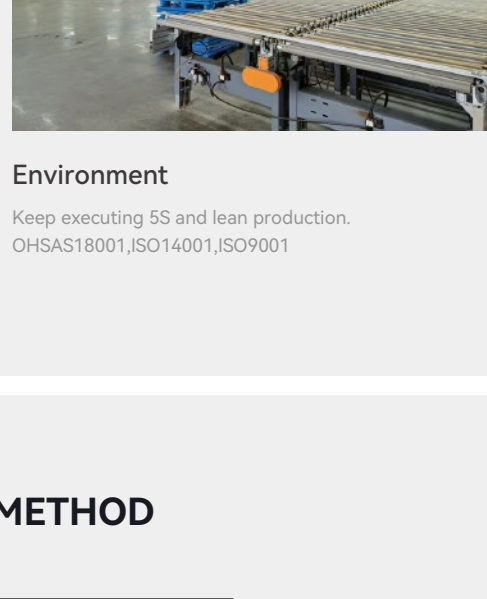 Environment
Keep executing 5S and lean production.
OHSAS18001,ISO14001,ISO9001
METHOD